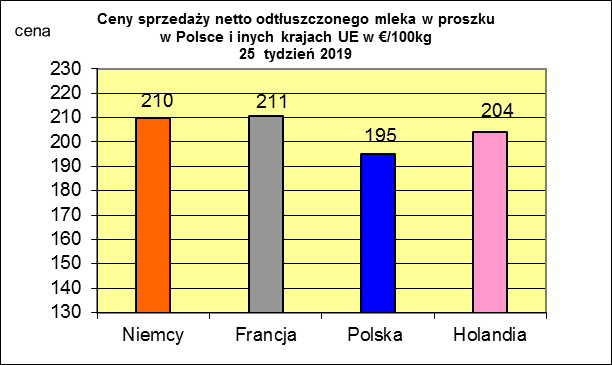 Ceny sprzedaży netto odtłuszczonego mleka w proszku
w Polsce i inych krajach UE w €/100kg
25 tydzień 2019
cena
230
220
210
200
190
180
170
160
150
140
130
210
211
195
204
Niemcy
Francja
Polska
Holandia